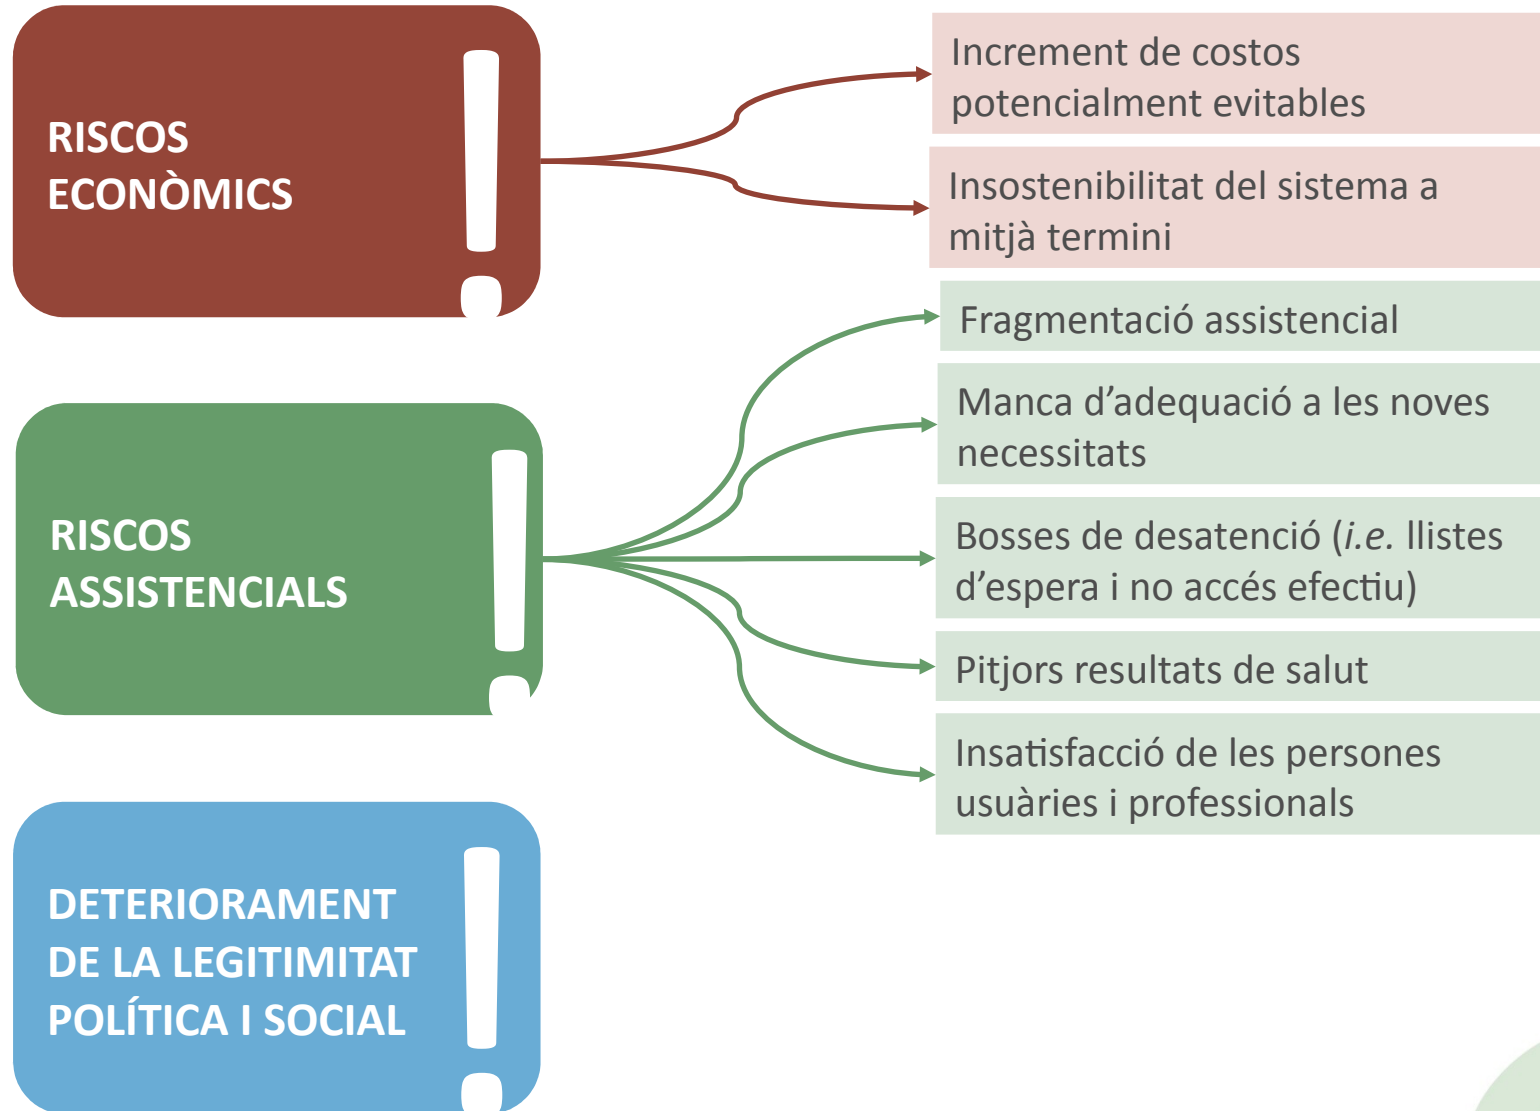 RISCOS
ECONÒMICS
!
Increment de costos
potencialment evitables
Insostenibilitat del sistema a
mitjà termini
RISCOS
ASSISTENCIALS
!
Fragmentació assistencial
Manca d’adequació a les noves
necessitats
Bosses de desatenció (i.e. llistes
d’espera i no accés efectiu)
Pitjors resultats de salut
Insatisfacció de les persones
usuàries i professionals
DETERIORAMENT
DE LA LEGITIMITAT
POLÍTICA I SOCIAL
!